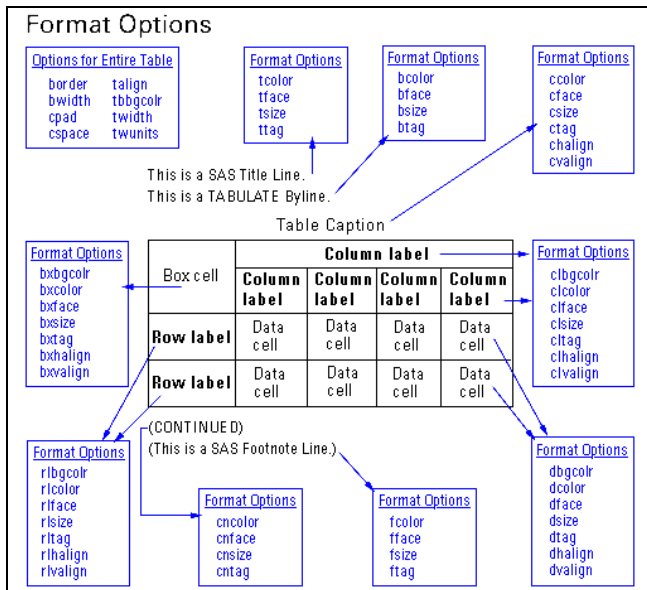 Format Options
Options for Entire Table
border talign
bwidth tbbgcolr
cpad twidth
cspace twunits
Format Options
tcolor
tface
tsize
ttag
Format Options
bcolor
bface
bsize
btag
Format Options
ccolor
cface
csize
ctag
chalign
cvalign
This is a SAS Title Line.
This is a TABULATE Byline.
Table Caption
Format Options
bxbgcolr
bxcolor
bxface
bxsize
bxtag
bxhalign
bxvalign
Box cell
Column label
Column label
Column label
Column label
Column label
Row label
Data cell
Data cell
Data cell
Data cell
Row label
Data cell
Data cell
Data cell
Data cell
Format Options
clbgcolr
clcolor
clface
clsize
cltag
clhalign
clvalign
(CONTINUED)
(This is a SAS Footnote Line.)
Format Options
rlbgcolr
rlcolor
rlface
rlsize
rltag
rlhalign
rlvalign
Format Options
cncolor
cnface
cnsize
cntag
Format Options
fcolor
fface
fsize
ftag
Format Options
dbgcolr
dcolor
dface
dsize
dtag
dhalign
dvalign